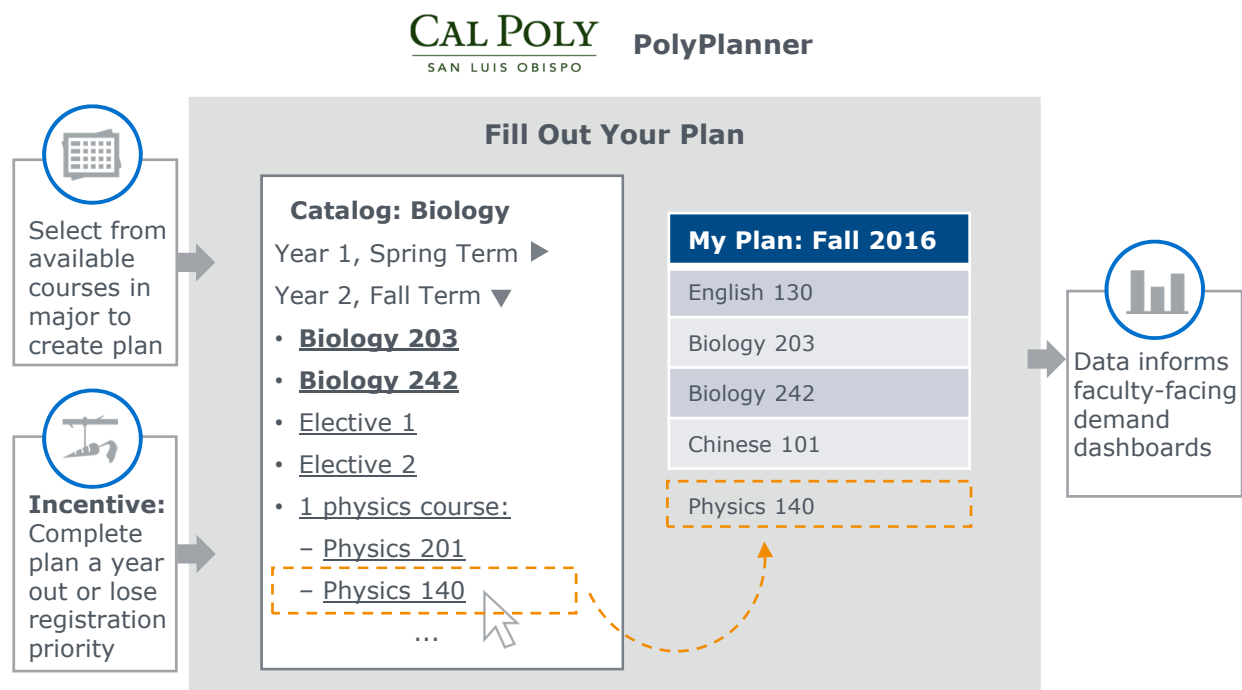 CAL POLY
SAN LUIS OBISPO
PolyPlanner
Fill Out Your Plan
Select from
available
courses in
major to
create plan
Incentive:
Complete
plan a year
out or lose
registration
priority
Catalog: Biology
Year 1, Spring Term ▶
Year 2, Fall Term ▼
• Biology 203
• Biology 242
• Elective 1
• Elective 2
• 1 physics course:
– Physics 201
– Physics 140
...
My Plan: Fall 2016
English 130
Biology 203
Biology 242
Chinese 101
Physics 140
Data informs
faculty-facing
demand
dashboards